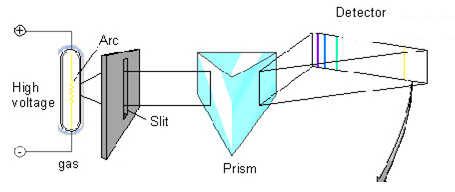 Detector
Arc
High
voltage
Slit
gas
Prism